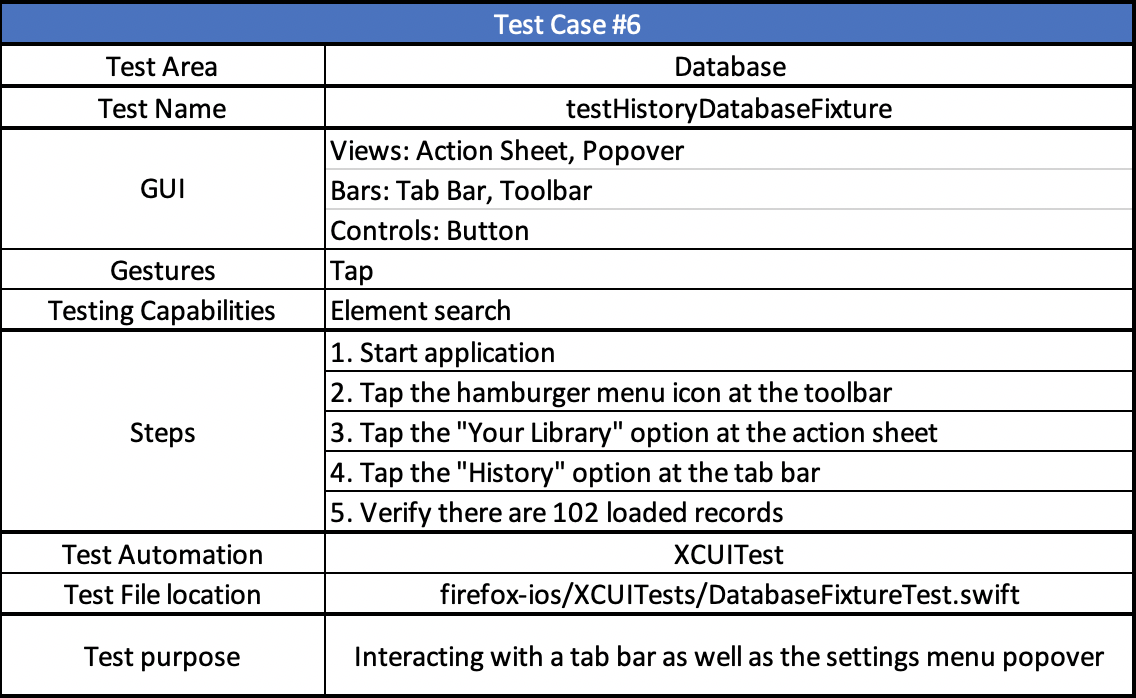 Test Case #6
Test Area
Database
Test Name
testHistoryDatabaseFixture
GUI
Views: Action Sheet, Popover
Bars: Tab Bar, Toolbar
Controls: Button
Gestures
Tap
Testing Capabilities
Element search
Steps
1. Start application
2. Tap the hamburger menu icon at the toolbar
3. Tap the "Your Library" option at the action sheet
4. Tap the "History" option at the tab bar
5. Verify there are 102 loaded records
Test Automation
XCUITest
Test File location
firefox-ios/XCUITests/DatabaseFixtureTest.swift
Test purpose
Interacting with a tab bar as well as the settings menu popover